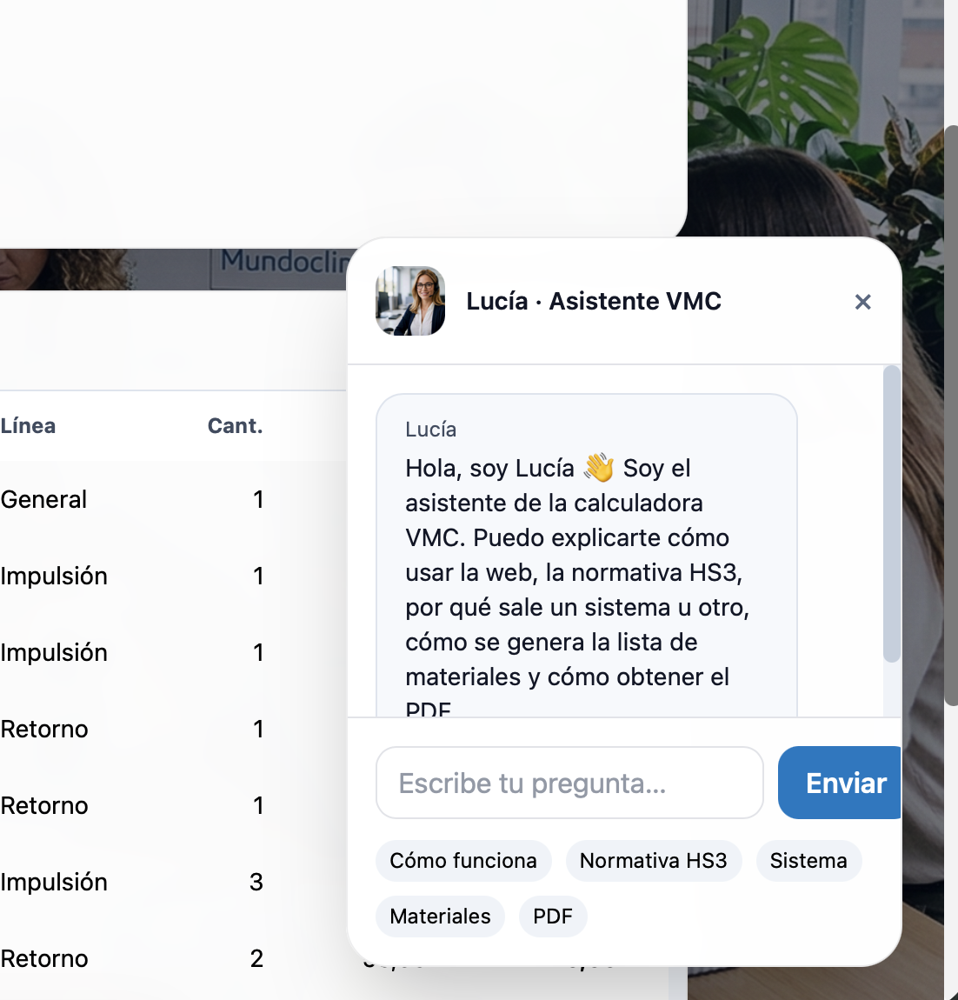 Mundoclim
Lucía · Asistente VMC
×
Línea Cant.
General 1
Impulsión 1
Impulsión 1
Retorno 1
Retorno 1
Impulsión 3
Retorno 2
Lucía
Hola, soy Lucía 👋 Soy el
asistente de la calculadora
VMC. Puedo explicarte cómo
usar la web, la normativa HS3,
por qué sale un sistema u otro,
cómo se genera la lista de
materiales y cómo obtener el
PDF
Escribe tu pregunta...
Enviar
Cómo funciona
Normativa HS3
Sistema
Materiales
PDF